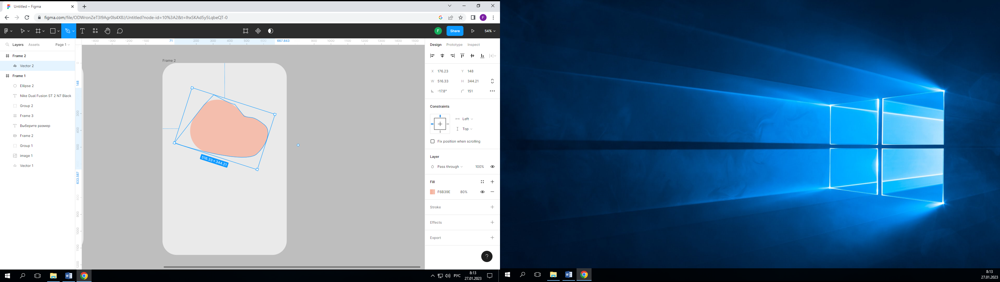 Untitled – Figma
figma.com/file/ODWronZeT3I9Agr0Is4X8J/Untitled?node-id=10%3A2&t=IhxSKAd5y5LqbeQT-0
F
F
Share
54%
Layers
Assets
Page 1
-400
-300
-200
-100
71
200
300
400
500
600
667.843
900
1000
1100
1200
1300
1400
1500
Design
Prototype
Inspect
Frame 2
Vector 2
Frame 1
Ellipse 2
Nike Dual Fusion ST 2 N7 Black
Group 2
Frame 3
Выберите размер
Frame 2
Group 1
image 1
Vector 1
0
148
300
400
500
633.587
800
900
1000
1100
1200
Frame 2
516.33 × 344.21
X 176.23 Y 148
W 516.33 H 344.21
-17.8° 151
Constraints
Left
Top
Fix position when scrolling
Layer
Pass through 100%
Fill
F6B39E 80%
Stroke
Effects
Export
?
РУС
8:13
27.01.2023
8:13
27.01.2023